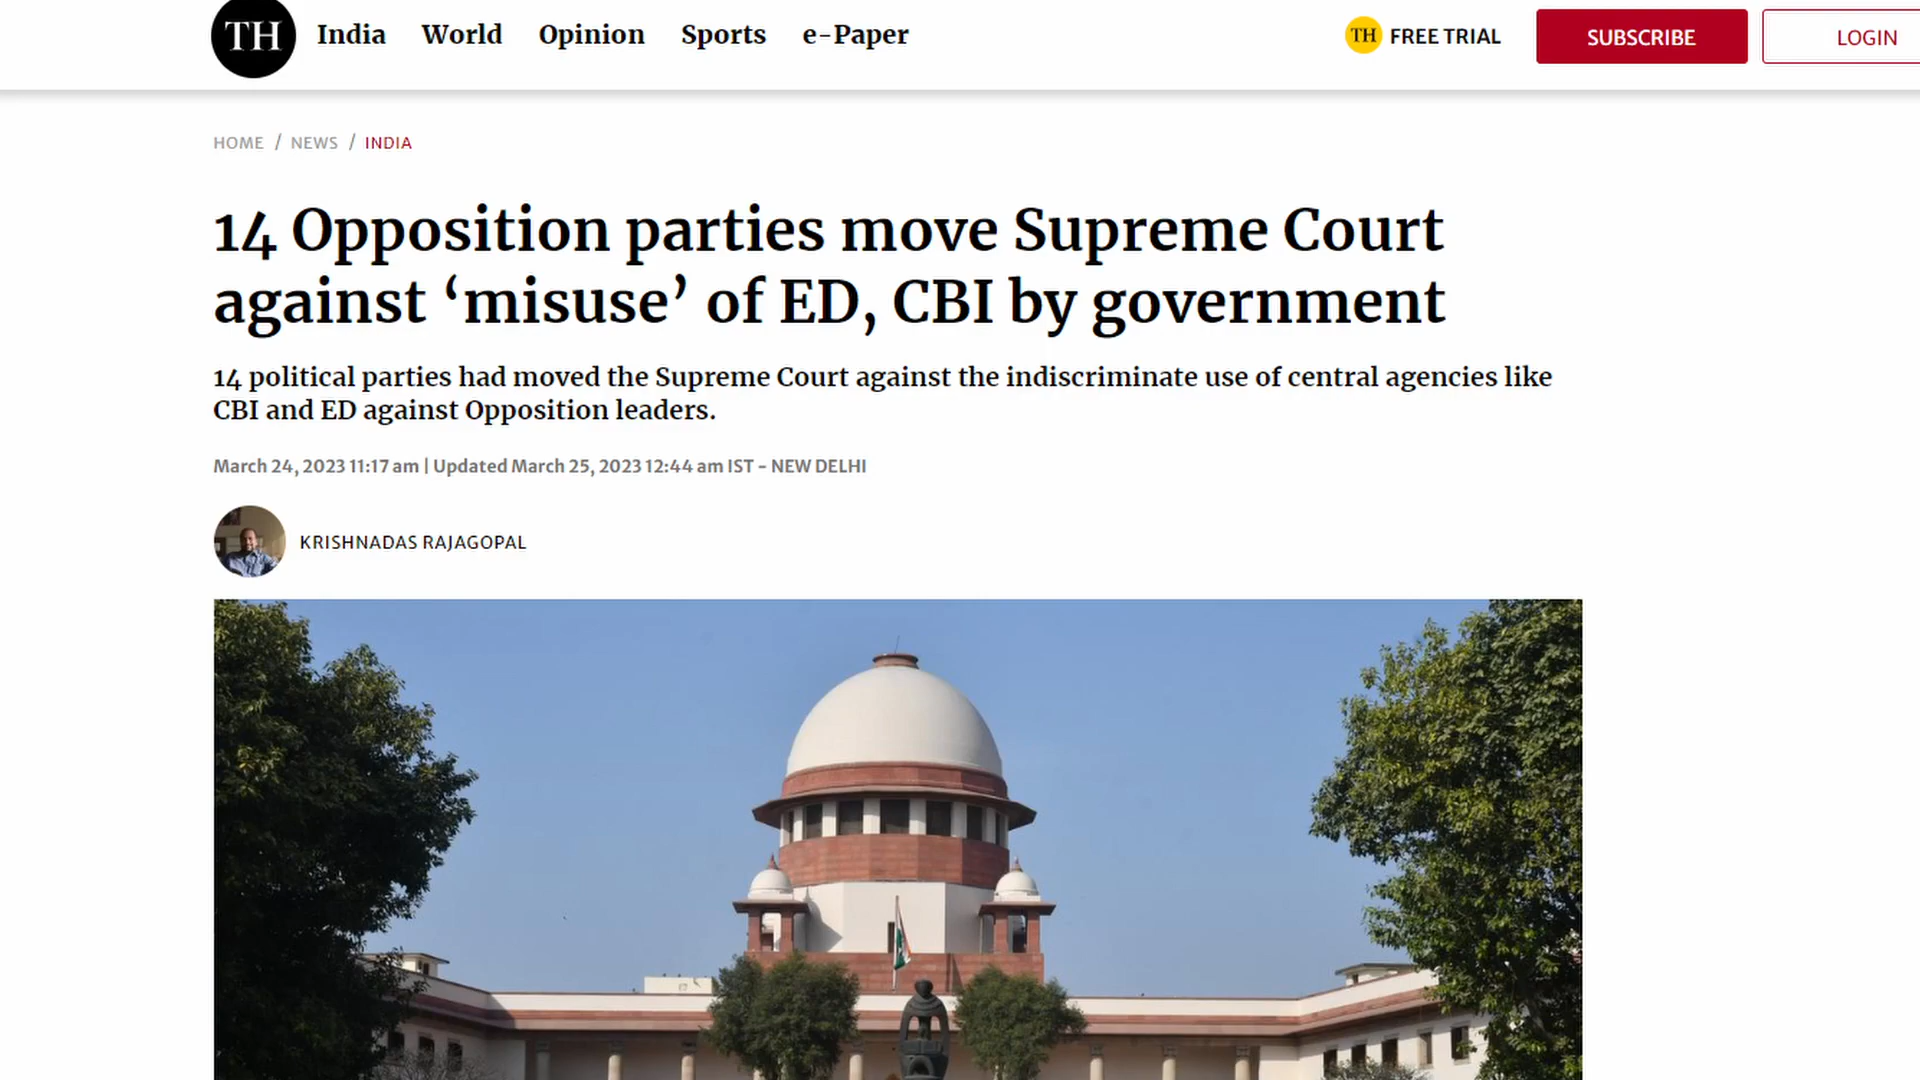 TH India World Opinion Sports e-Paper TH FREE TRIAL SUBSCRIBE LOGIN
HOME / NEWS / INDIA
14 Opposition parties move Supreme Court
against ‘misuse’ of ED, CBI by government
14 political parties had moved the Supreme Court against the indiscriminate use of central agencies like
CBI and ED against Opposition leaders.
March 24, 2023 11:17 am | Updated March 25, 2023 12:44 am IST - NEW DELHI
KRISHNADAS RAJAGOPAL